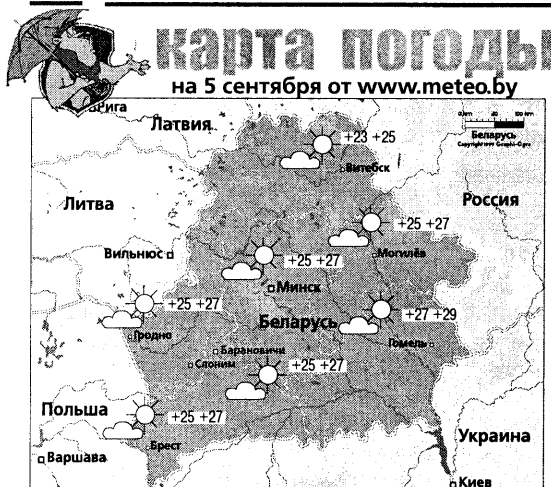 карта погоды
на 5 сентября от www.meteo.by
Рига
Латвия
+23 +25
Витебск
Беларусь
Россия
Литва
+25 +27
Могилёв
Вильнюс
+25 +27
Минск
+25 +27
Гродно
Беларусь
+27 +29
Гомель
Барановичи
Слоним
+25 +27
Польша
+25 +27
Брест
Украина
Варшава
Киев